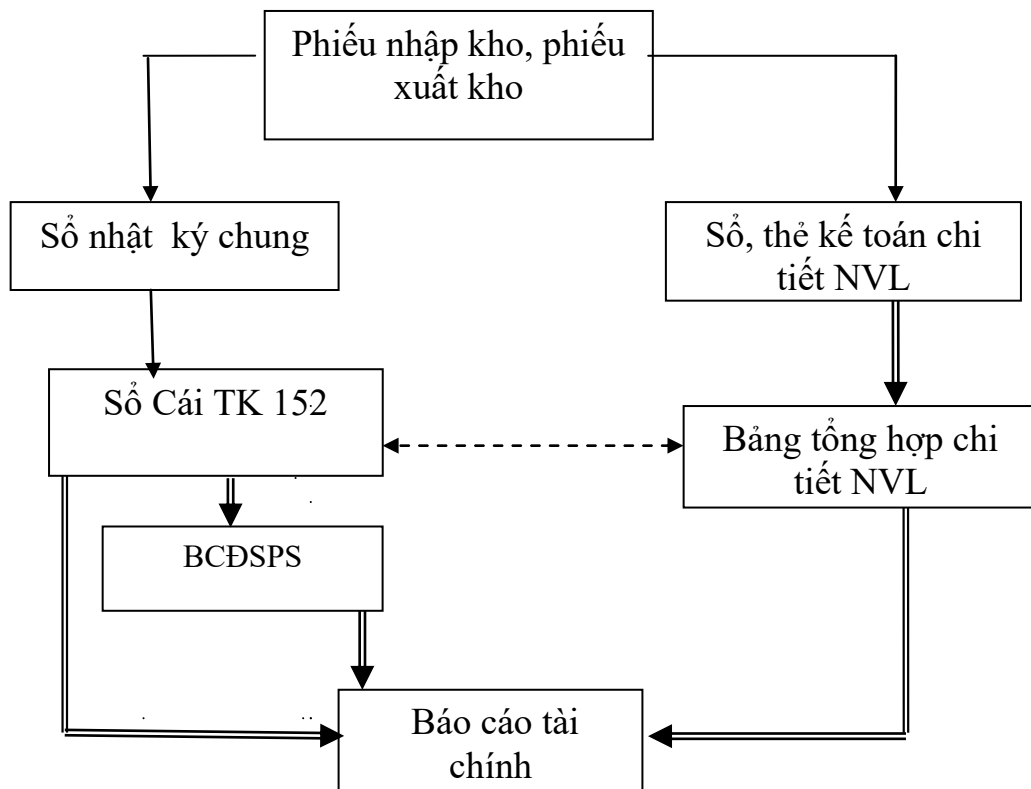 Phiếu nhập kho, phiếu
xuất kho
Sổ nhật ký chung
Sổ, thẻ kế toán chi
tiết NVL
Sổ Cái TK 152
Bảng tổng hợp chi
tiết NVL
BCĐSPS
Báo cáo tài
chính